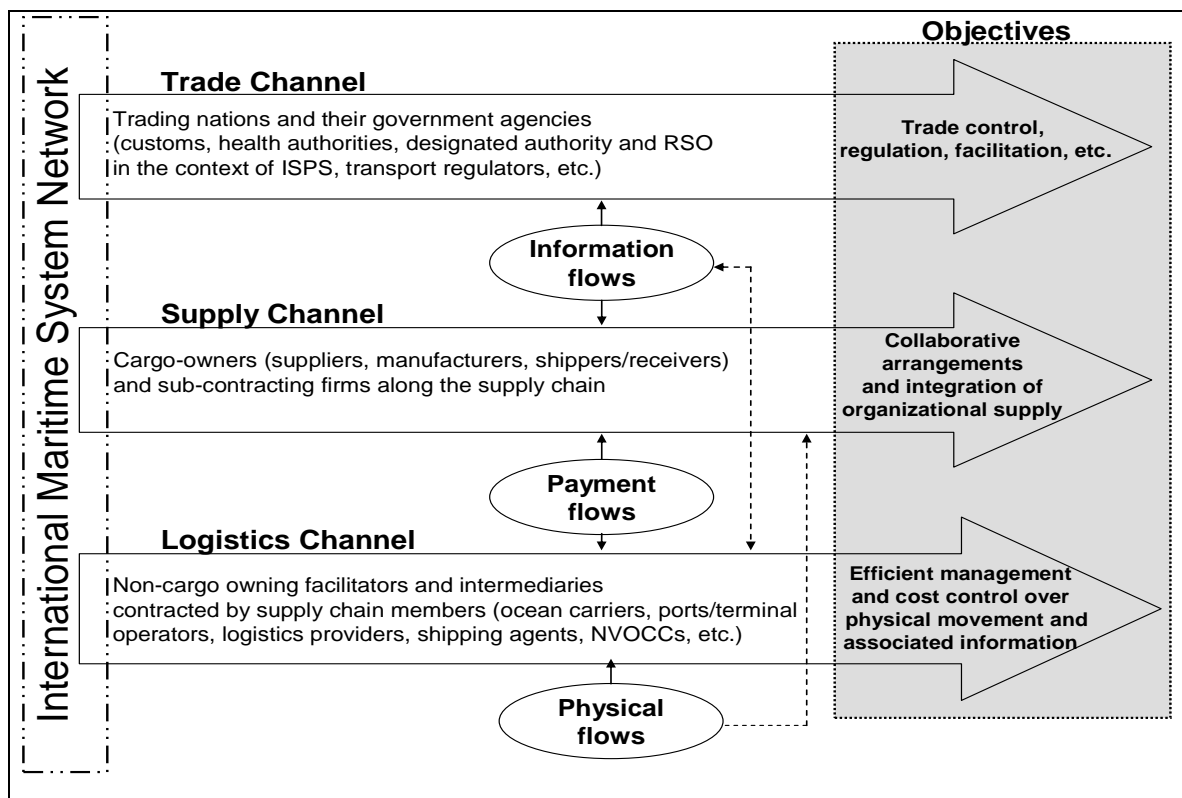 International Maritime System Network
Objectives
Trade Channel
Trading nations and their government agencies
(customs, health authorities, designated authority and RSO
in the context of ISPS, transport regulators, etc.)
Trade control,
regulation, facilitation, etc.
Information
flows
Supply Channel
Cargo-owners (suppliers, manufacturers, shippers/receivers)
and sub-contracting firms along the supply chain
Collaborative
arrangements
and integration of
organizational supply
Payment
flows
Logistics Channel
Non-cargo owning facilitators and intermediaries
contracted by supply chain members (ocean carriers, ports/terminal
operators, logistics providers, shipping agents, NVOCCs, etc.)
Efficient management
and cost control over
physical movement and
associated information
Physical
flows